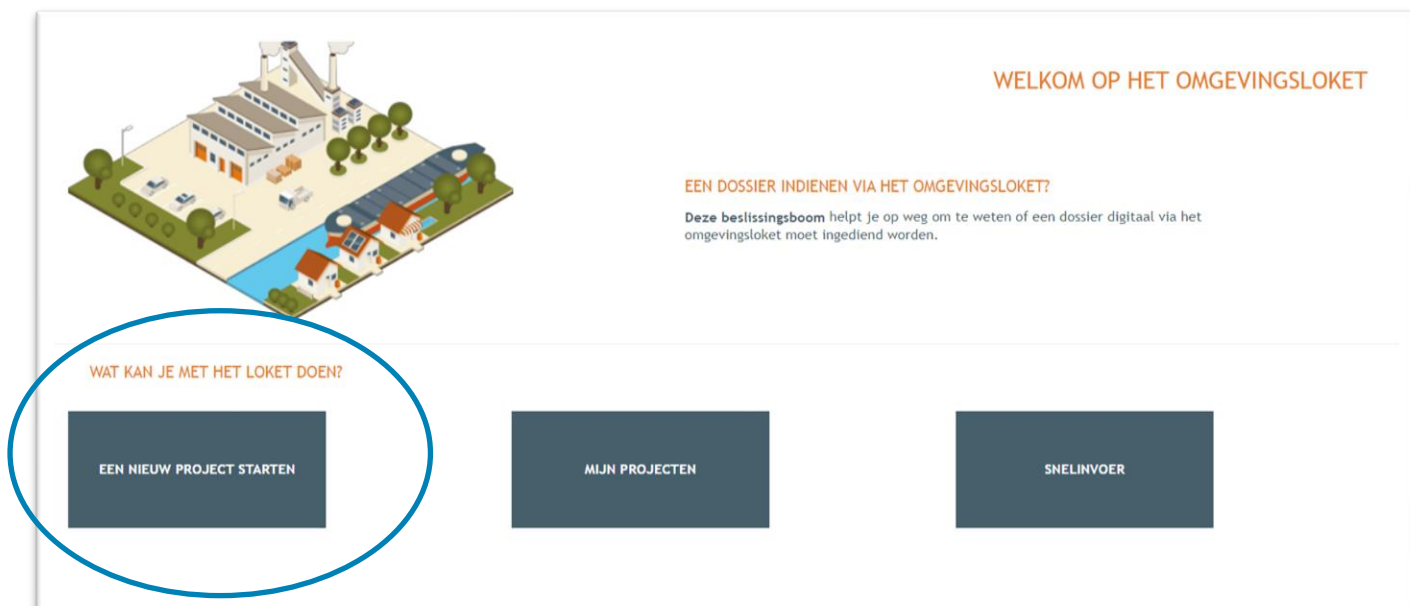 WELKOM OP HET OMGEVINGSLOKET
EEN DOSSIER INDIENEN VIA HET OMGEVINGSLOKET?
Deze beslissingsboom helpt je op weg om te weten of een dossier digitaal via het
omgevingsloket moet ingediend worden.
WAT KAN JE MET HET LOKET DOEN?
EEN NIEUW PROJECT STARTEN
MIJN PROJECTEN
SNELINVOER